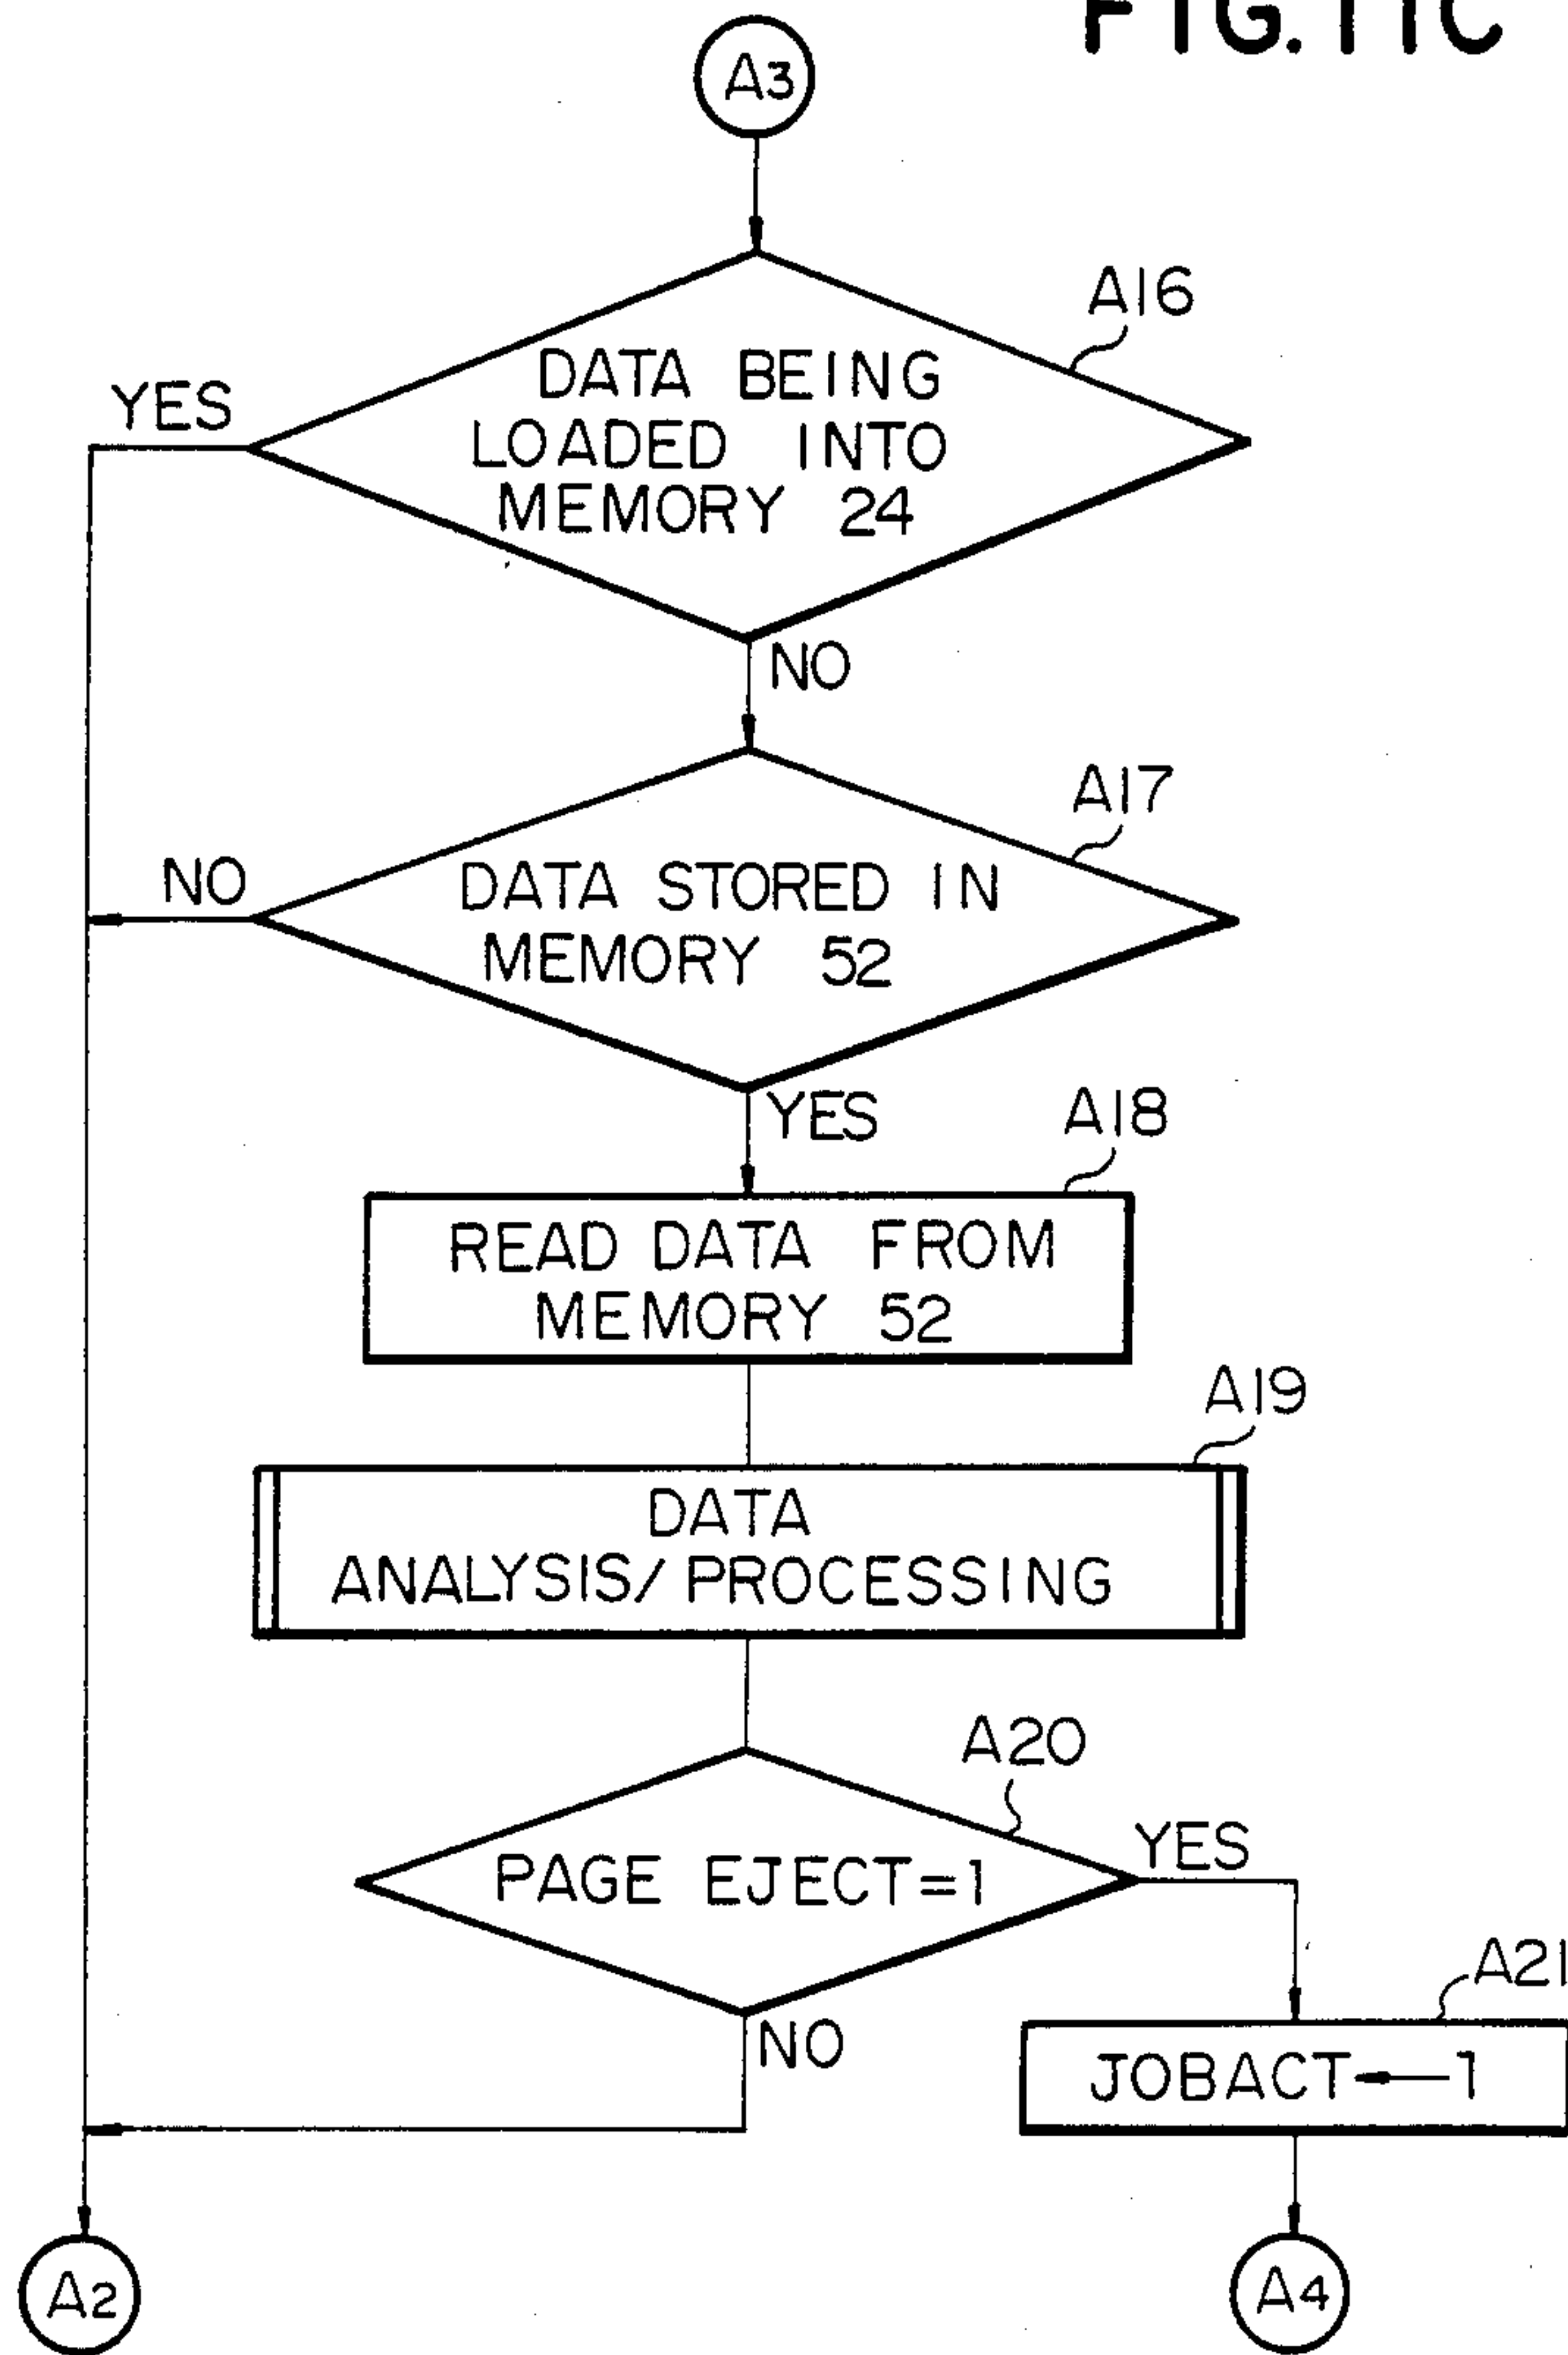 FIG. 11C
A3
A16
DATA BEING
LOADED INTO
MEMORY 24
YES
NO
A17
DATA STORED IN
MEMORY 52
NO
YES
A18
READ DATA FROM
MEMORY 52
A19
DATA
ANALYSIS/PROCESSING
A20
PAGE EJECT=1
YES
NO
A21
JOBACT←1
A2
A4